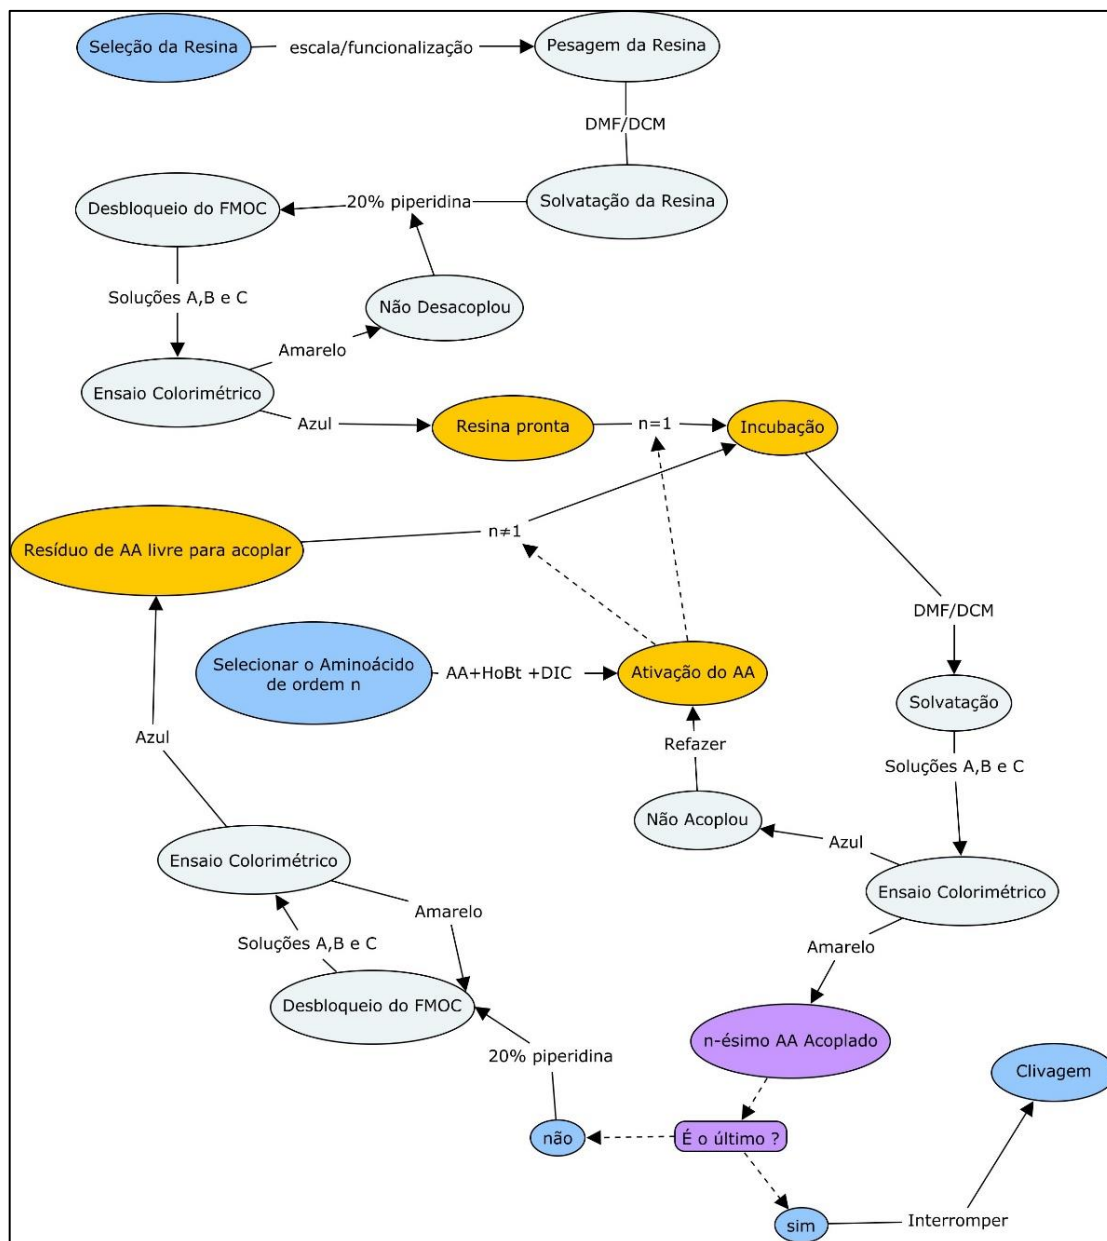 Seleção da Resina
escala/funcionalização
Pesagem da Resina
DMF/DCM
Solvatação da Resina
20% piperidina
Desbloqueio do FMOC
Soluções A,B e C
Não Desacoplou
Amarelo
Ensaio Colorimétrico
Azul
Resina pronta
n=1
Incubação
Resíduo de AA livre para acoplar
n≠1
DMF/DCM
Selecionar o Aminoácido
de ordem n
AA+HoBt +DIC
Ativação do AA
Solvatação
Azul
Refazer
Soluções A,B e C
Não Acoplou
Azul
Ensaio Colorimétrico
Ensaio Colorimétrico
Amarelo
Soluções A,B e C
Amarelo
Desbloqueio do FMOC
n-ésimo AA Acoplado
20% piperidina
Clivagem
não
É o último ?
sim
Interromper